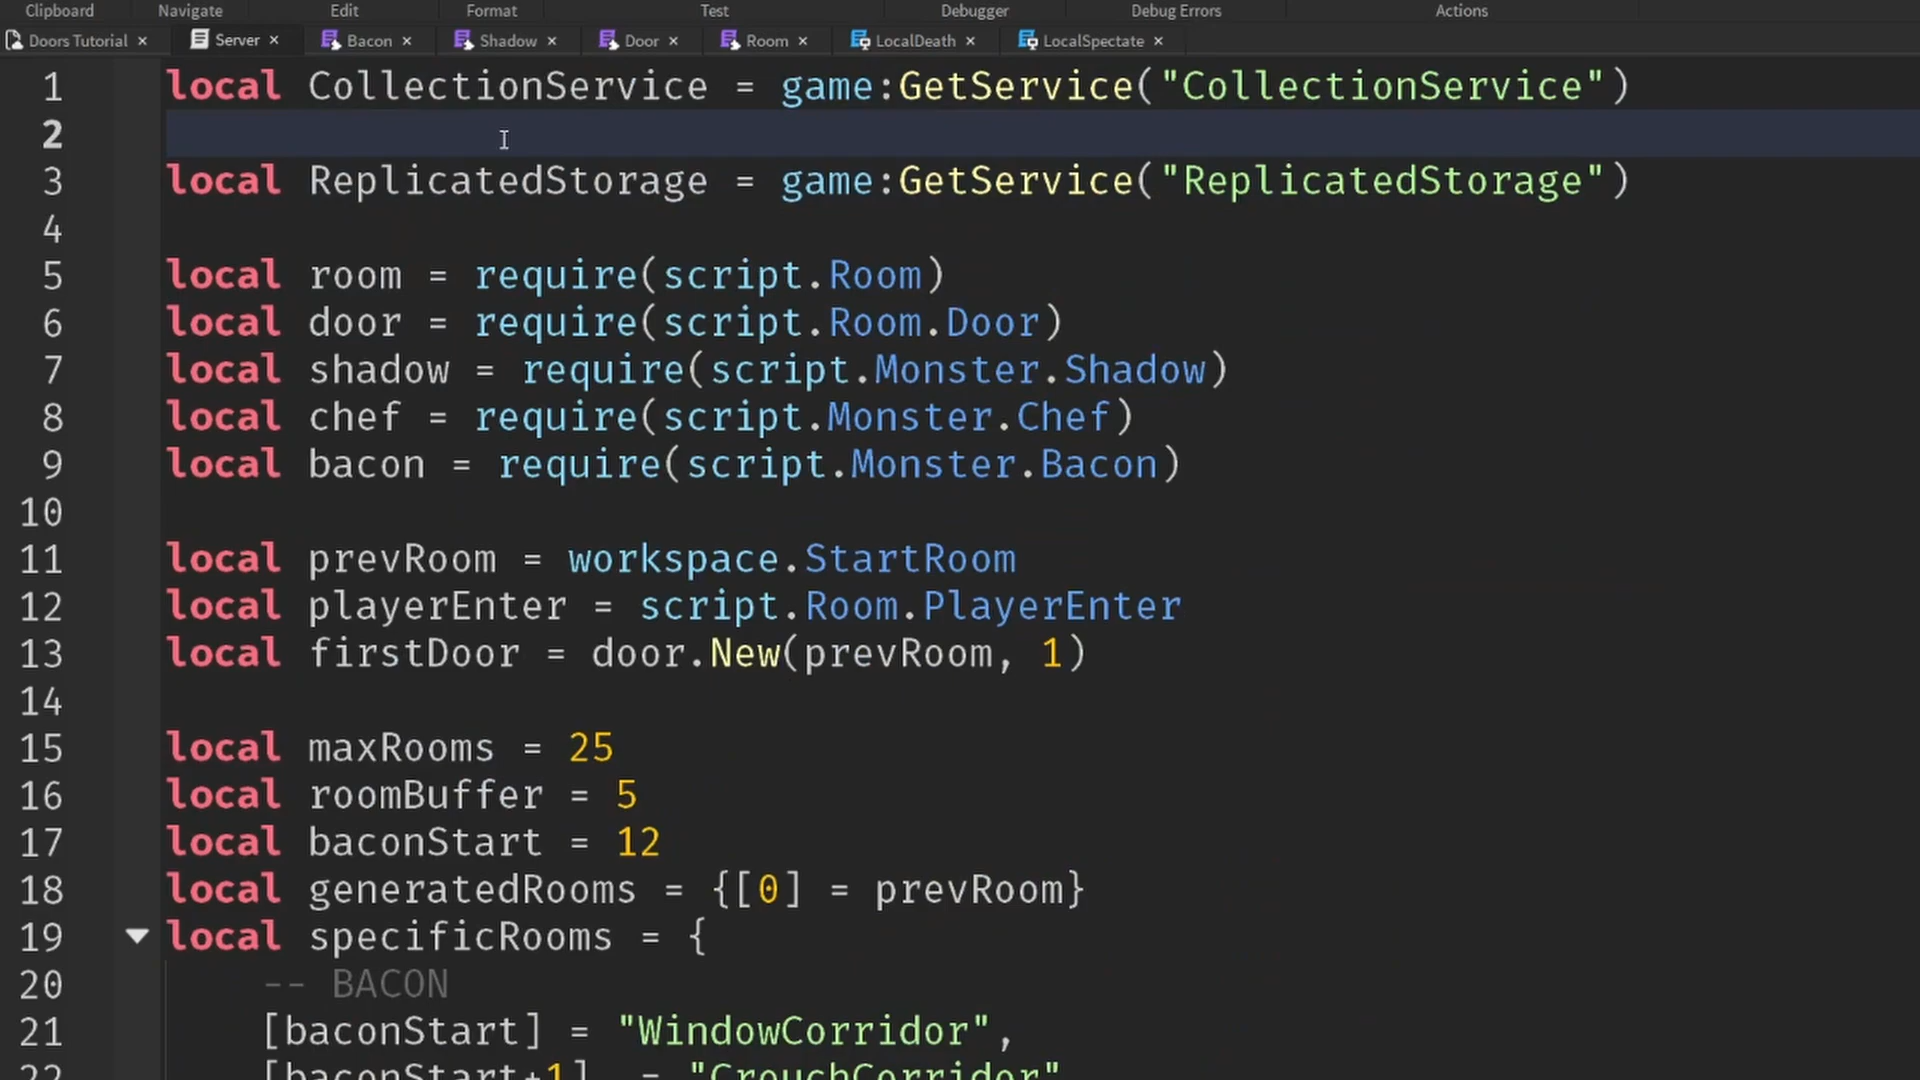 Clipboard Navigate Edit Format Test Debugger Debug Errors Actions
Doors Tutorial × Server × Bacon × Shadow × Door × Room × LocalDeath × LocalSpectate ×
1 local CollectionService = game:GetService("CollectionService")
2
3 local ReplicatedStorage = game:GetService("ReplicatedStorage")
4
5 local room = require(script.Room)
6 local door = require(script.Room.Door)
7 local shadow = require(script.Monster.Shadow)
8 local chef = require(script.Monster.Chef)
9 local bacon = require(script.Monster.Bacon)
10
11 local prevRoom = workspace.StartRoom
12 local playerEnter = script.Room.PlayerEnter
13 local firstDoor = door.New(prevRoom, 1)
14
15 local maxRooms = 25
16 local roomBuffer = 5
17 local baconStart = 12
18 local generatedRooms = {[0] = prevRoom}
19 local specificRooms = {
20 -- BACON
21 [baconStart] = "WindowCorridor",
22 [baconStart+1] = "CrouchCorridor"